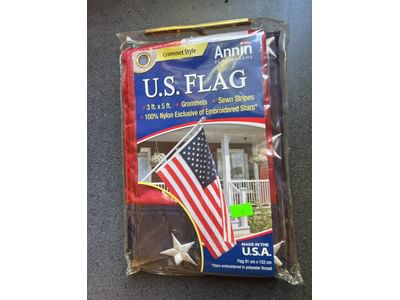 Grommet Style
Annin
FLAGMAKERS
U.S. FLAG
• 3 ft. x 5 ft. • Grommets • Sewn Stripes
• 100% Nylon Exclusive of Embroidered Stars*
MADE IN THE
U.S.A.
Flag 91 cm x 152 cm
*Stars embroidered in polyester thread